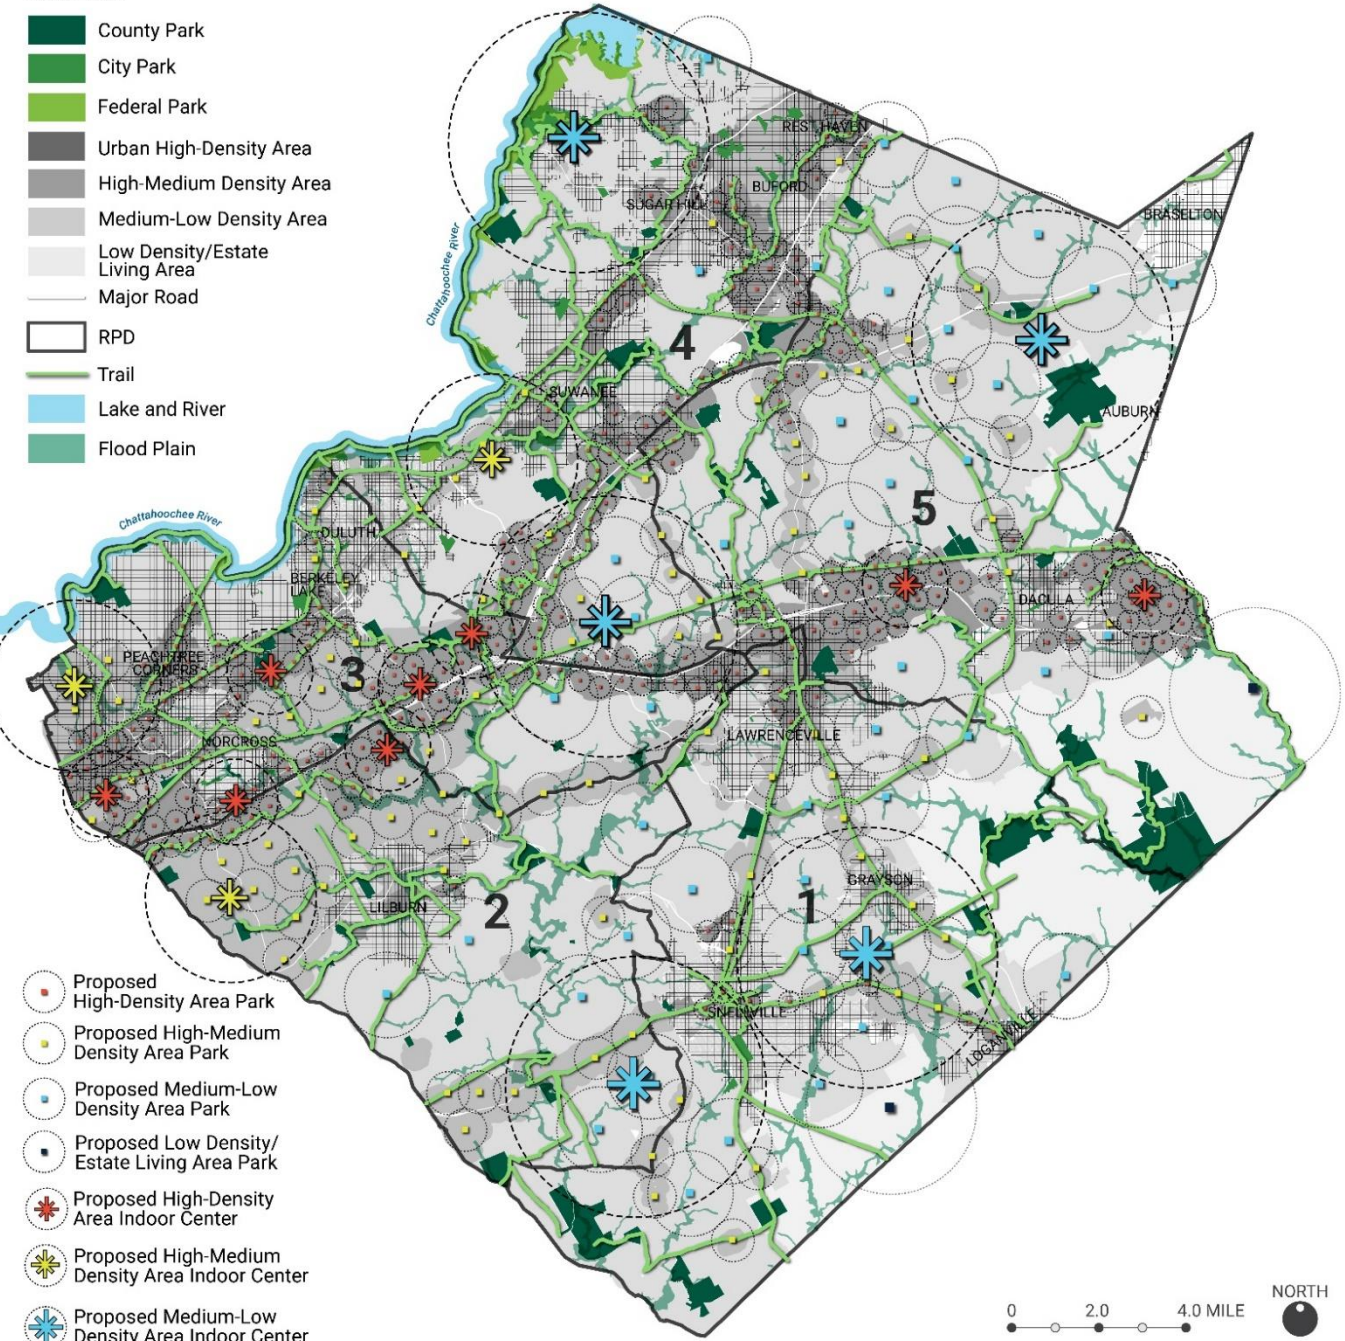 County Park
City Park
Federal Park
Urban High-Density Area
High-Medium Density Area
Medium-Low Density Area
Low Density/Estate
Living Area
Major Road
RPD
Trail
Lake and River
Flood Plain
Chattahoochee River
Chattahoochee River
REST HAVEN
BUFORD
SUGAR HILL
BRASELTON
4
SUWANEE
AUBURN
5
DULUTH
BERKELEY
LAKE
DACULA
PEACHTREE
CORNERS
3
NORCROSS
LAWRENCEVILLE
GRAYSON
LILBURN
2
1
SNELLVILLE
LOGANVILLE
Proposed
High-Density Area Park
Proposed High-Medium
Density Area Park
Proposed Medium-Low
Density Area Park
Proposed Low Density/
Estate Living Area Park
Proposed High-Density
Area Indoor Center
Proposed High-Medium
Density Area Indoor Center
Proposed Medium-Low
Density Area Indoor Center
0 2.0 4.0 MILE
NORTH